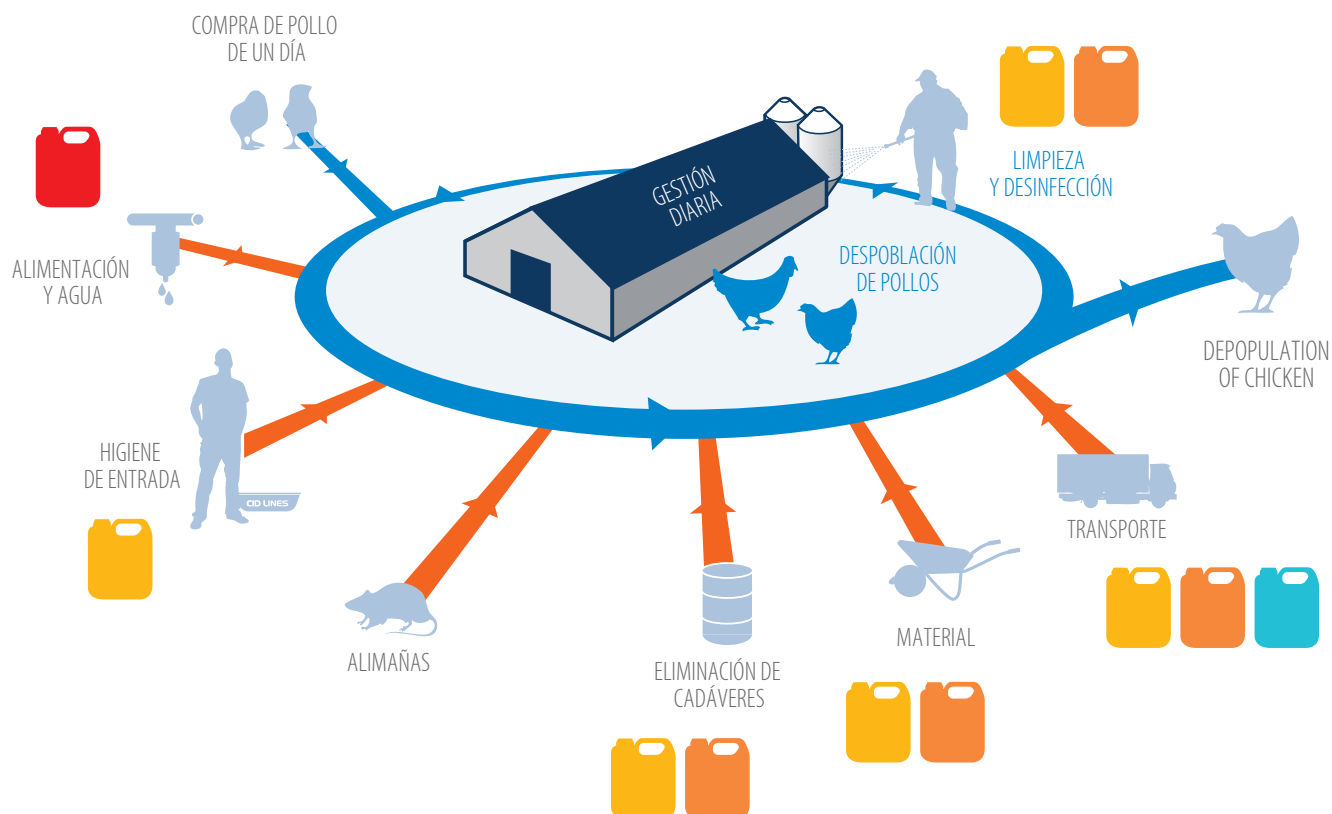 COMPRA DE POLLO
DE UN DÍA
LIMPIEZA
Y DESINFECCIÓN
GESTIÓN
DIARIA
DESPOBLACIÓN
DE POLLOS
ALIMENTACIÓN
Y AGUA
DEPOPULATION
OF CHICKEN
HIGIENE
DE ENTRADA
CID LINES
TRANSPORTE
MATERIAL
ALIMAÑAS
ELIMINACIÓN DE
CADÁVERES